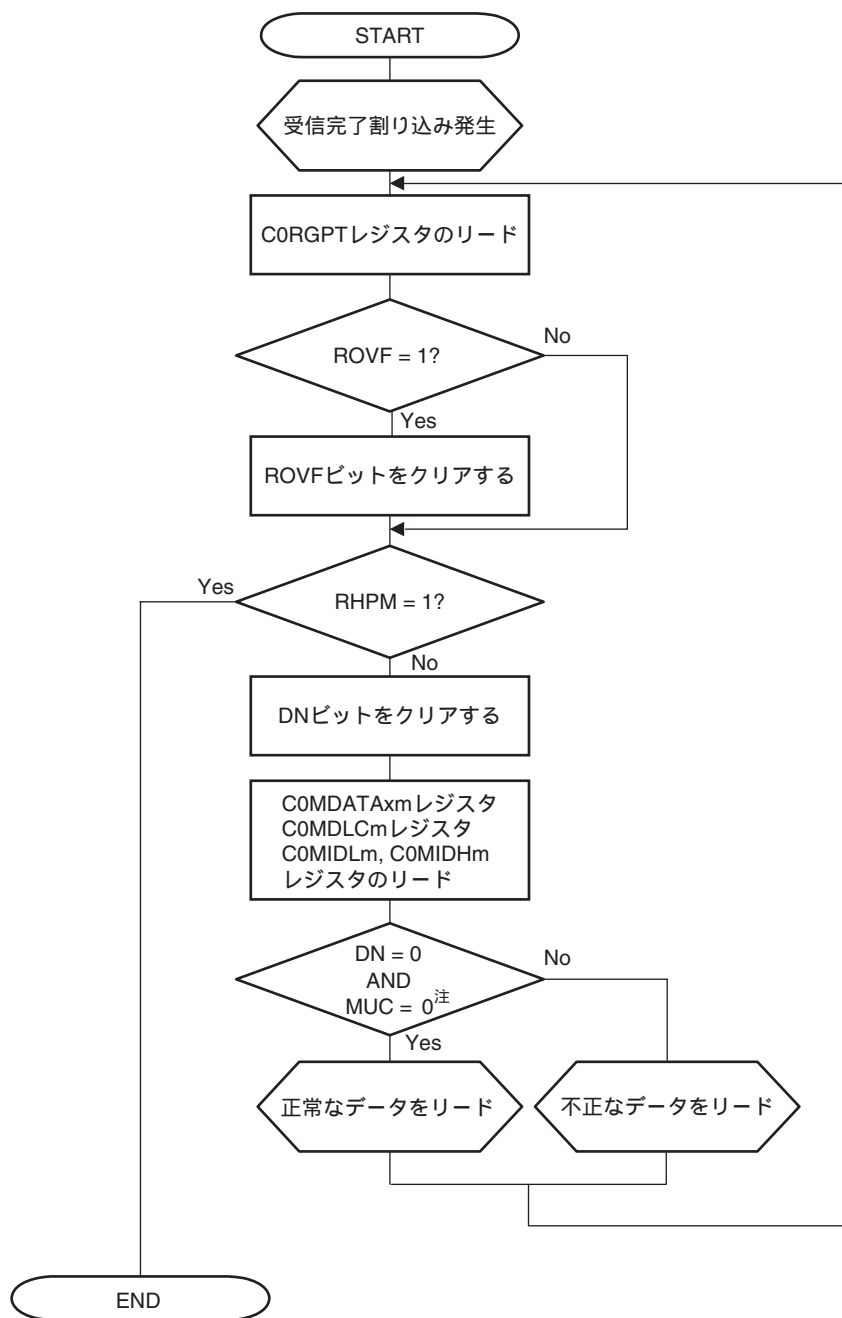 START
受信完了割り込み発生
C0RGPTレジスタのリード
ROVF = 1?
No
Yes
ROVFビットをクリアする
Yes
RHPM = 1?
No
DNビットをクリアする
C0MDATAxmレジスタ
C0MDLCmレジスタ
C0MIDLm, C0MIDHm
レジスタのリード
DN = 0
AND
MUC = 0注
No
Yes
正常なデータをリード
不正なデータをリード
END